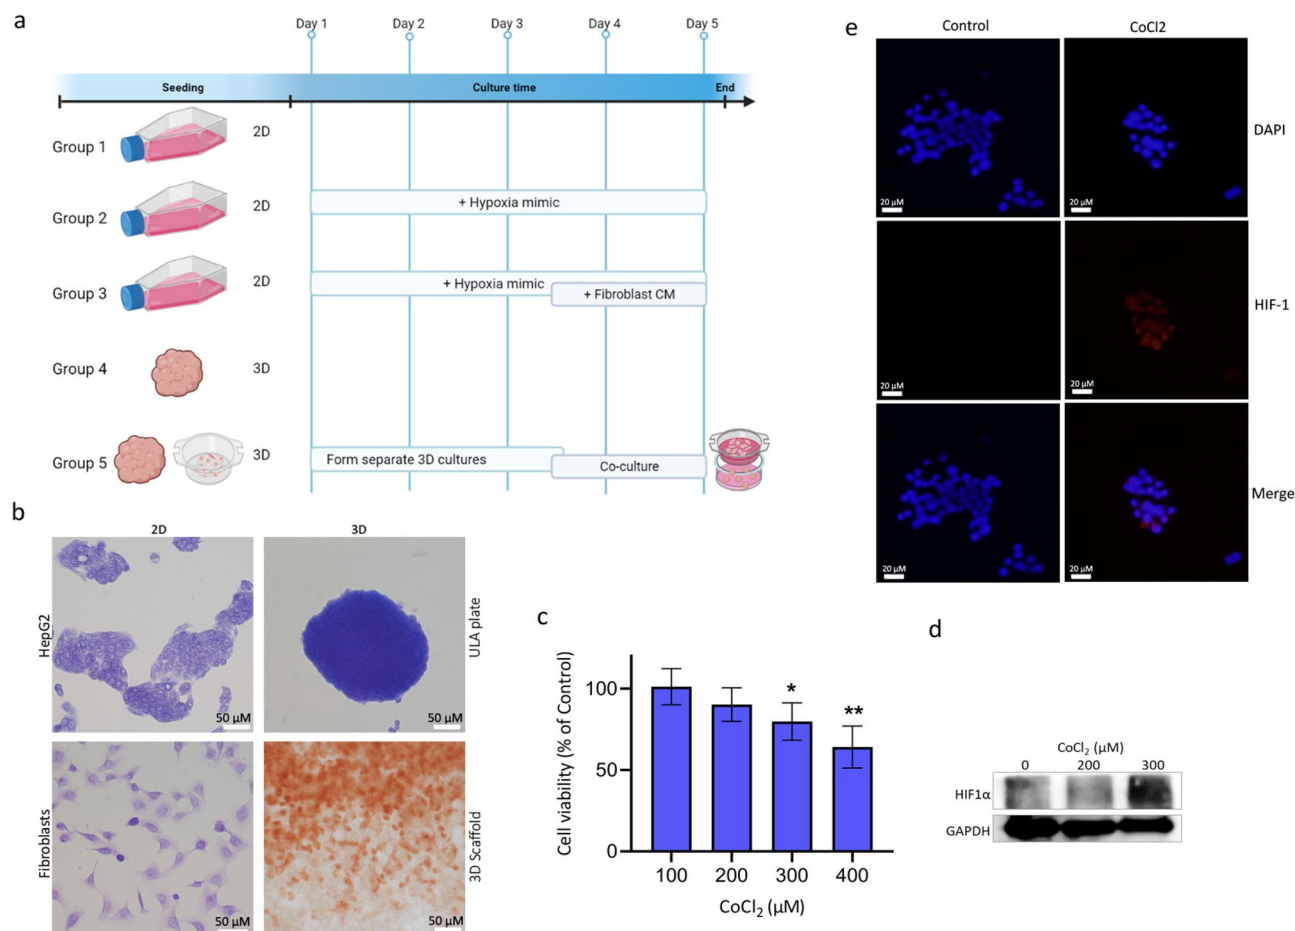 a
Day 1
Day 2
Day 3
Day 4
Day 5
Seeding
Culture time
End
Group 1
2D
Group 2
2D
+ Hypoxia mimic
Group 3
2D
+ Hypoxia mimic
+ Fibroblast CM
Group 4
3D
Group 5
3D
Form separate 3D cultures
Co-culture
b
2D
3D
HepG2
50 µM
50 µM
ULA plate
Fibroblasts
50 µM
50 µM
3D Scaffold
c
Cell viability (% of Control)
100
50
0
*
**
100
200
300
400
CoCl₂ (µM)
d
CoCl₂ (µM)
0
200
300
HIF1α
GAPDH
e
Control
CoCl2
20 µM
20 µM
DAPI
20 µM
20 µM
HIF-1
20 µM
20 µM
Merge